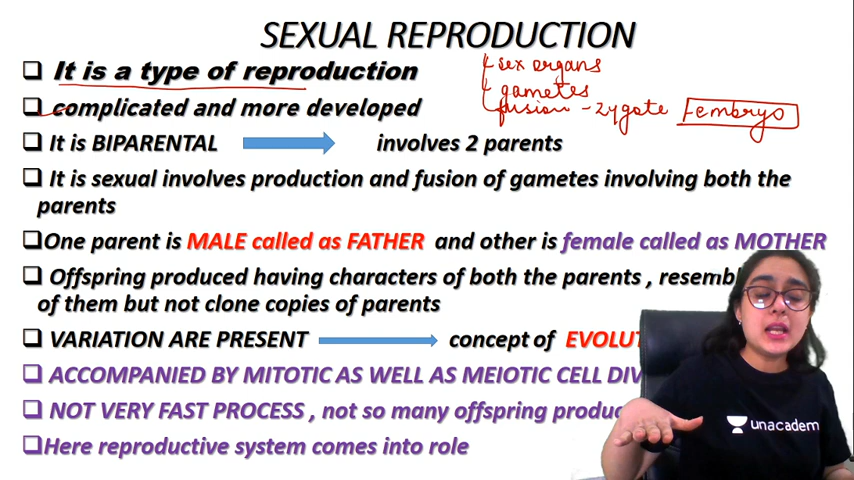 SEXUAL REPRODUCTION
It is a type of reproduction
sex organs
gametes
complicated and more developed
fusion - zygote
embryo
It is BIPARENTAL
involves 2 parents
It is sexual involves production and fusion of gametes involving both the
parents
One parent is MALE called as FATHER and other is female called as MOTHER
Offspring produced having characters of both the parents , resembl
of them but not clone copies of parents
VARIATION ARE PRESENT
concept of EVOLUT
ACCOMPANIED BY MITOTIC AS WELL AS MEIOTIC CELL DIV
NOT VERY FAST PROCESS , not so many offspring produc
Here reproductive system comes into role
unacadem